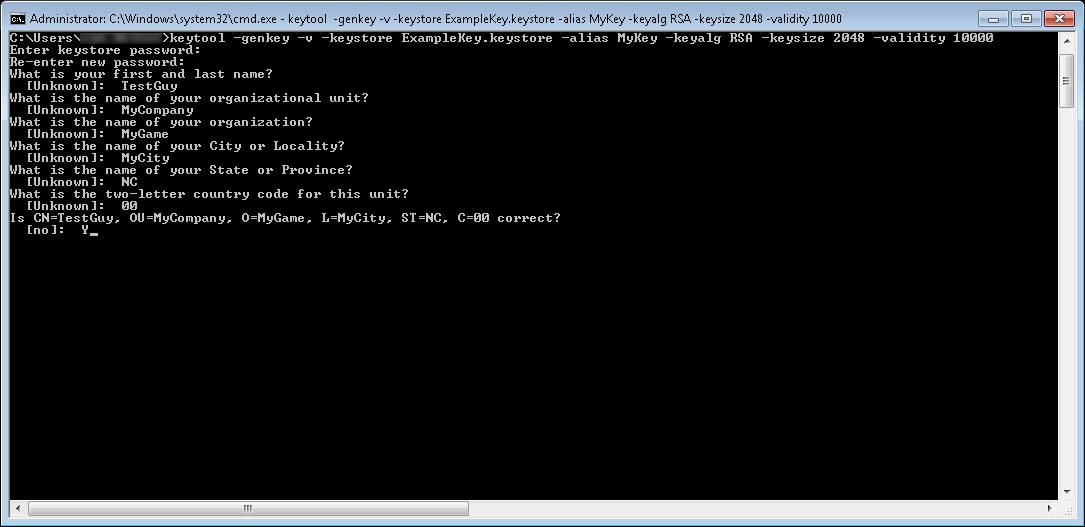 Administrator: C:\Windows\system32\cmd.exe - keytool  -genkey -v -keystore ExampleKey.keystore -alias MyKey -keyalg RSA -keysize 2048 -validity 10000
C:\Users\>keytool -genkey -v -keystore ExampleKey.keystore -alias MyKey -keyalg RSA -keysize 2048 -validity 10000
Enter keystore password:
Re-enter new password:
What is your first and last name?
  [Unknown]:  TestGuy
What is the name of your organizational unit?
  [Unknown]:  MyCompany
What is the name of your organization?
  [Unknown]:  MyGame
What is the name of your City or Locality?
  [Unknown]:  MyCity
What is the name of your State or Province?
  [Unknown]:  NC
What is the two-letter country code for this unit?
  [Unknown]:  00
Is CN=TestGuy, OU=MyCompany, O=MyGame, L=MyCity, ST=NC, C=00 correct?
  [no]:  Y_